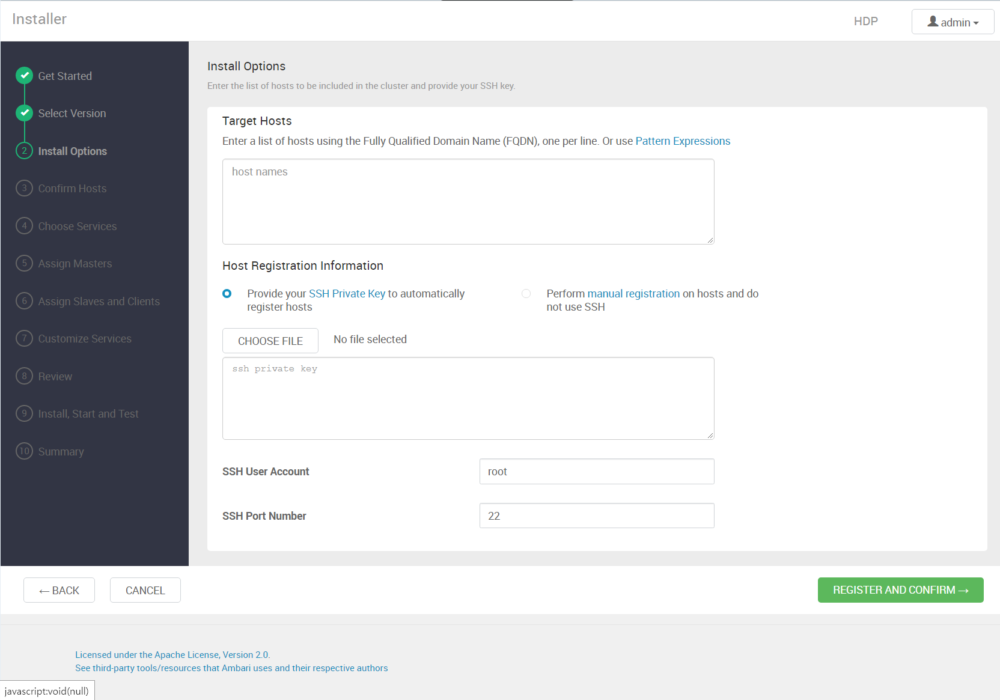 Installer
HDP
admin
Get Started
Select Version
2 Install Options
3 Confirm Hosts
4 Choose Services
5 Assign Masters
6 Assign Slaves and Clients
7 Customize Services
8 Review
9 Install, Start and Test
10 Summary
Install Options
Enter the list of hosts to be included in the cluster and provide your SSH key.
Target Hosts
Enter a list of hosts using the Fully Qualified Domain Name (FQDN), one per line. Or use Pattern Expressions
host names
Host Registration Information
Provide your SSH Private Key to automatically
register hosts
Perform manual registration on hosts and do
not use SSH
CHOOSE FILE
No file selected
ssh private key
SSH User Account
root
SSH Port Number
22
← BACK
CANCEL
REGISTER AND CONFIRM →
Licensed under the Apache License, Version 2.0.
See third-party tools/resources that Ambari uses and their respective authors
javascript:void(null)